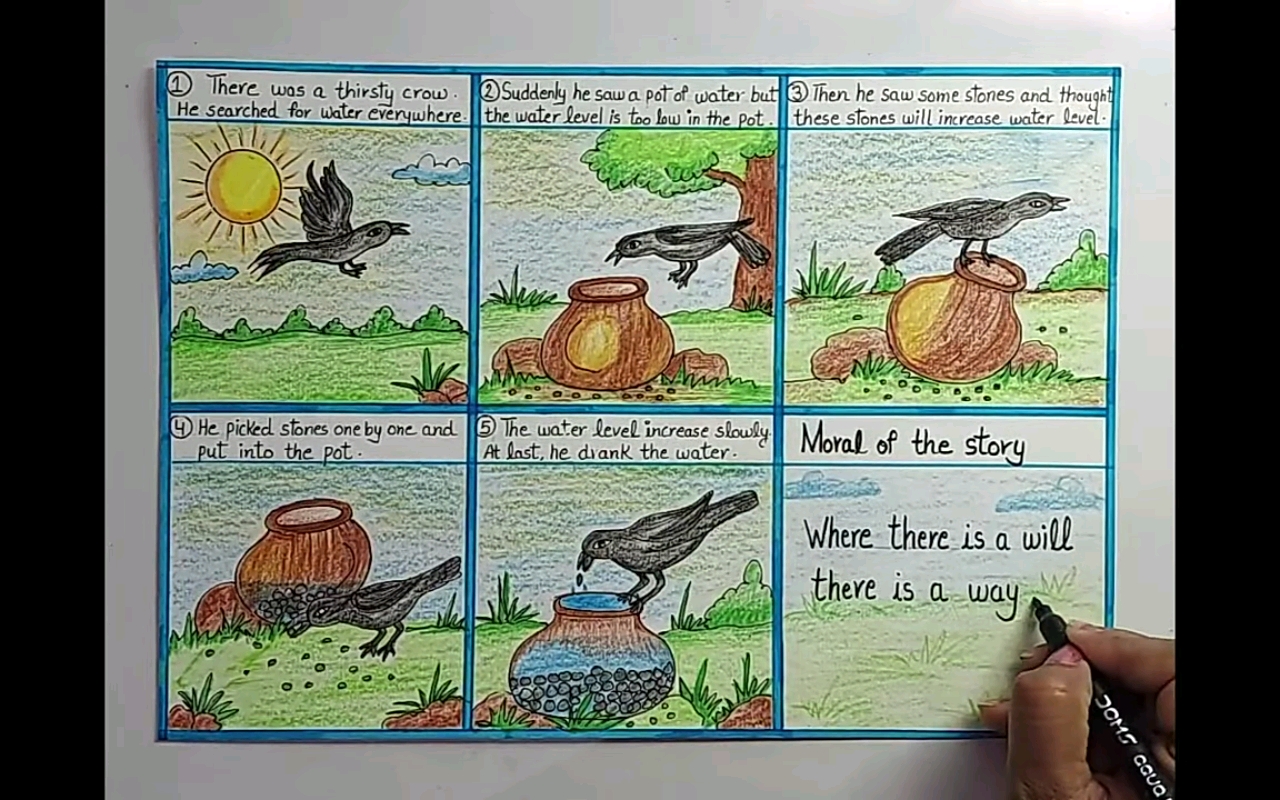 ① There was a thirsty crow.
He searched for water everywhere.
② Suddenly he saw a pot of water but
the water level is too low in the pot.
③ Then he saw some stones and thought
these stones will increase water level.
④ He picked stones one by one and
put into the pot.
⑤ The water level increase slowly.
At last, he drank the water.
Moral of the story
Where there is a will
there is a way
DOMS